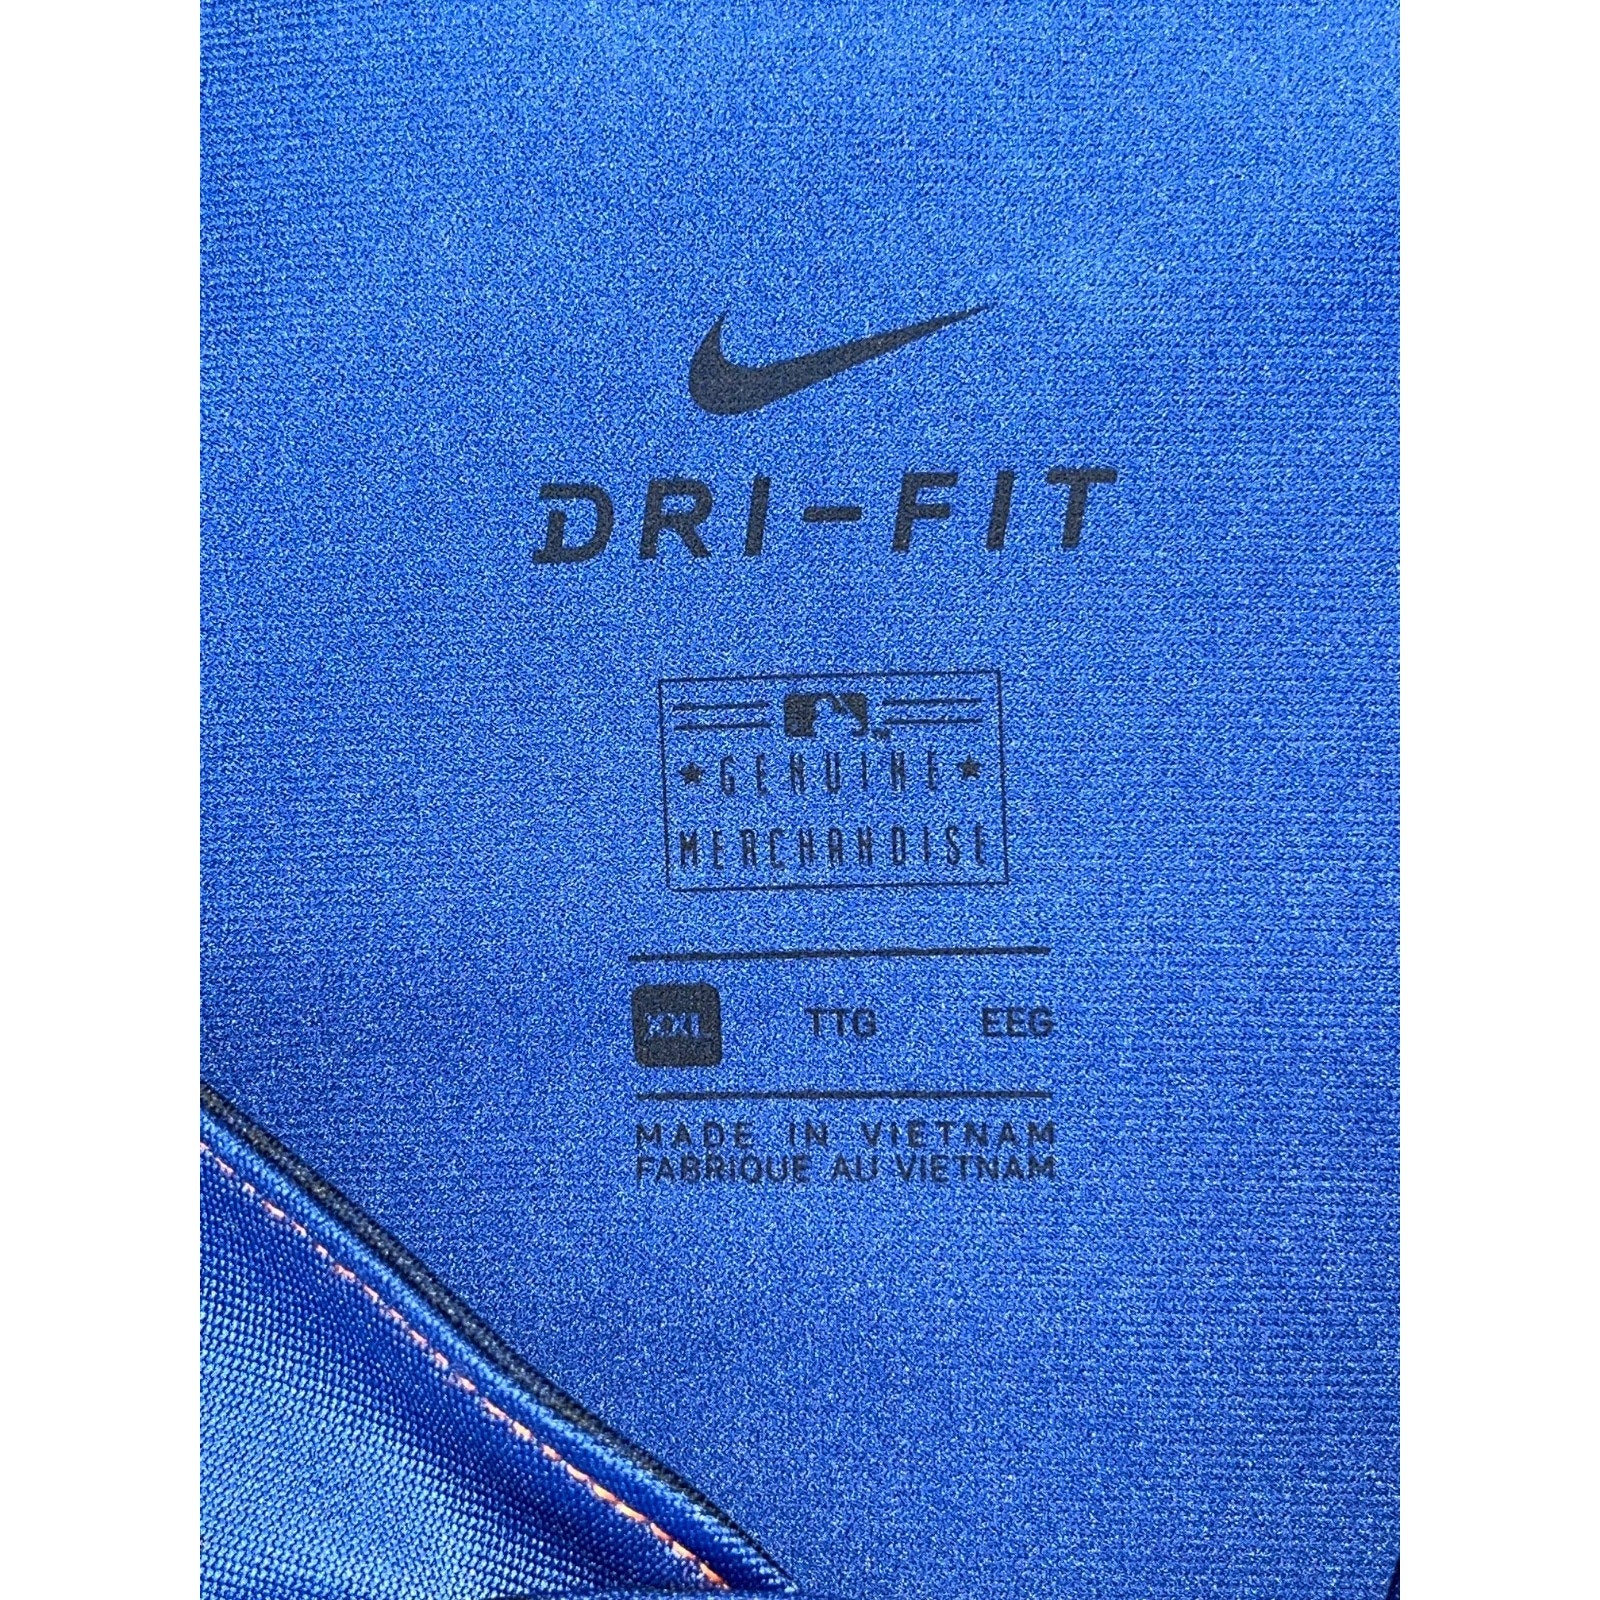 DRI-FIT
GENUINE
MERCHANDISE
XXL TTG EEG
MADE IN VIETNAM
FABRIQUE AU VIETNAM